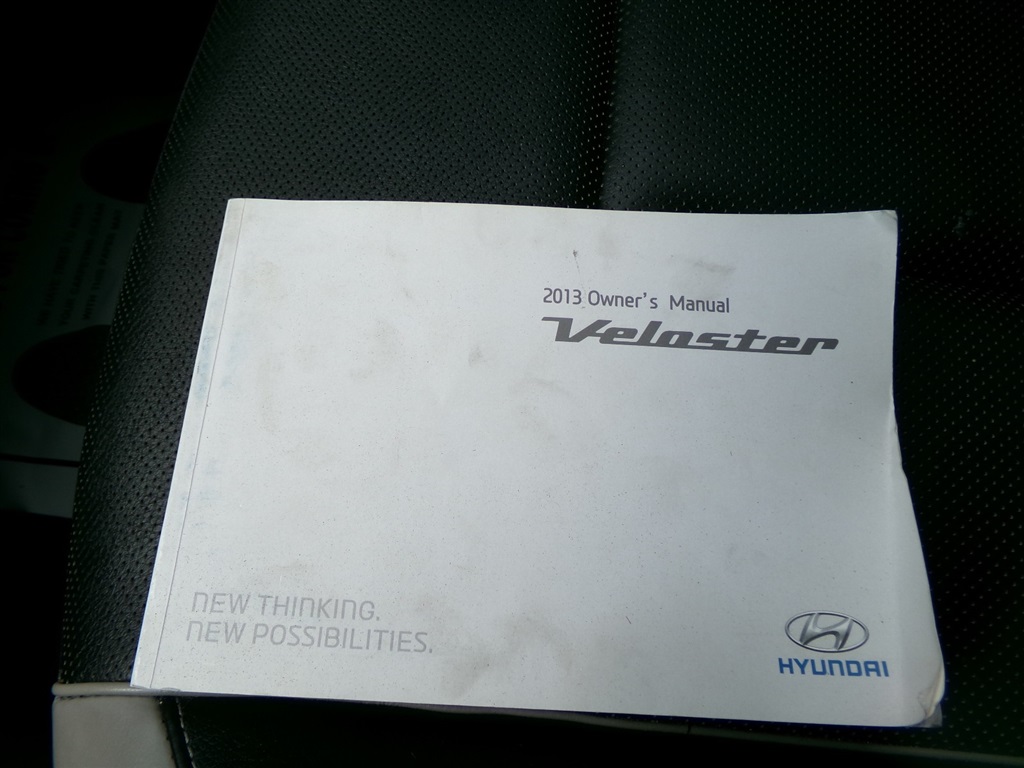 2013 Owner's Manual
Veloster
NEW THINKING.
NEW POSSIBILITIES.
HYUNDAI